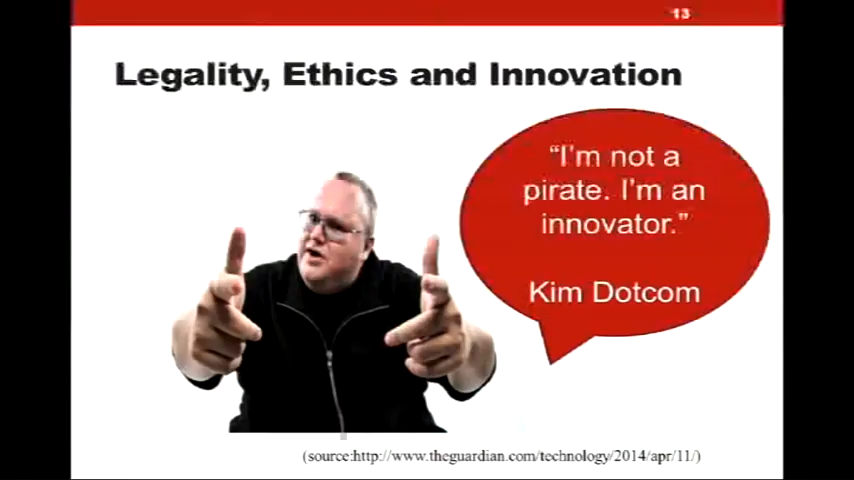 13
Legality, Ethics and Innovation
“I’m not a
pirate. I’m an
innovator.”
Kim Dotcom
(source:http://www.theguardian.com/technology/2014/apr/11/)